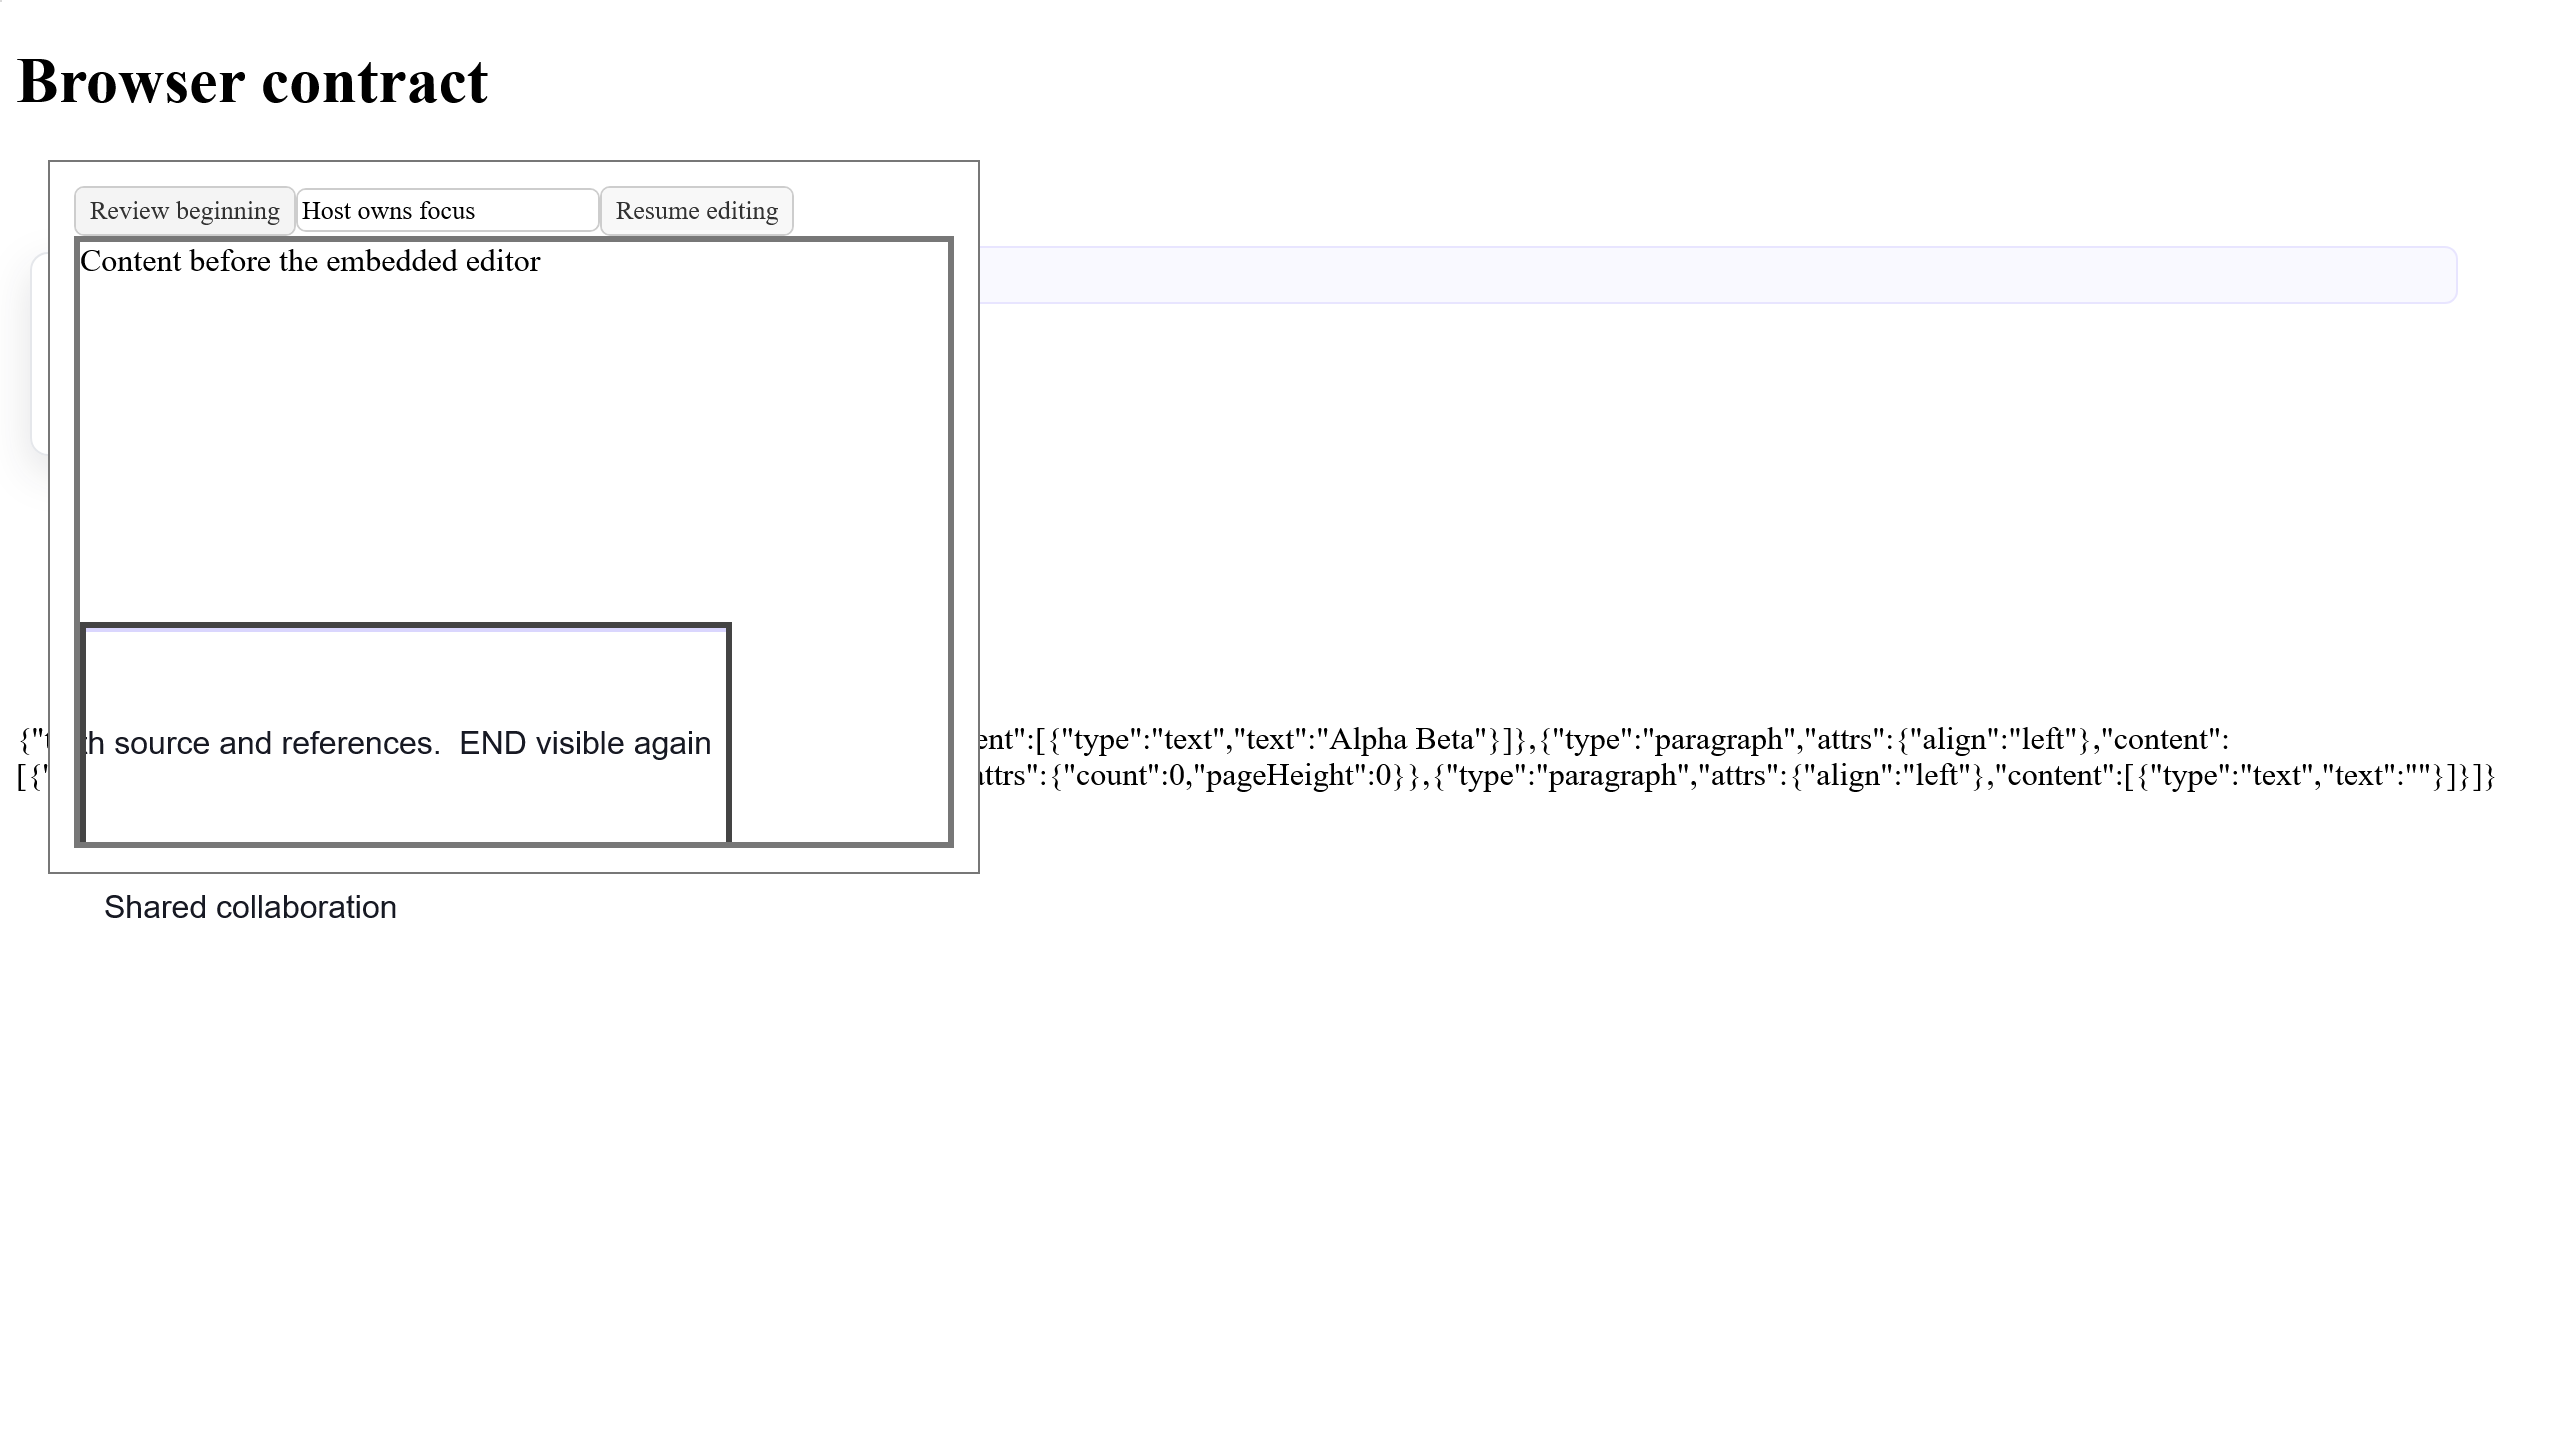 Browser contract
Review beginning
Host owns focus
Resume editing
Content before the embedded editor
th source and references.  END visible again
{"t
ent":[{"type":"text","text":"Alpha Beta"}]},{"type":"paragraph","attrs":{"align":"left"},"content":
[{"
attrs":{"count":0,"pageHeight":0}},{"type":"paragraph","attrs":{"align":"left"},"content":[{"type":"text","text":""}]}]}
Shared collaboration